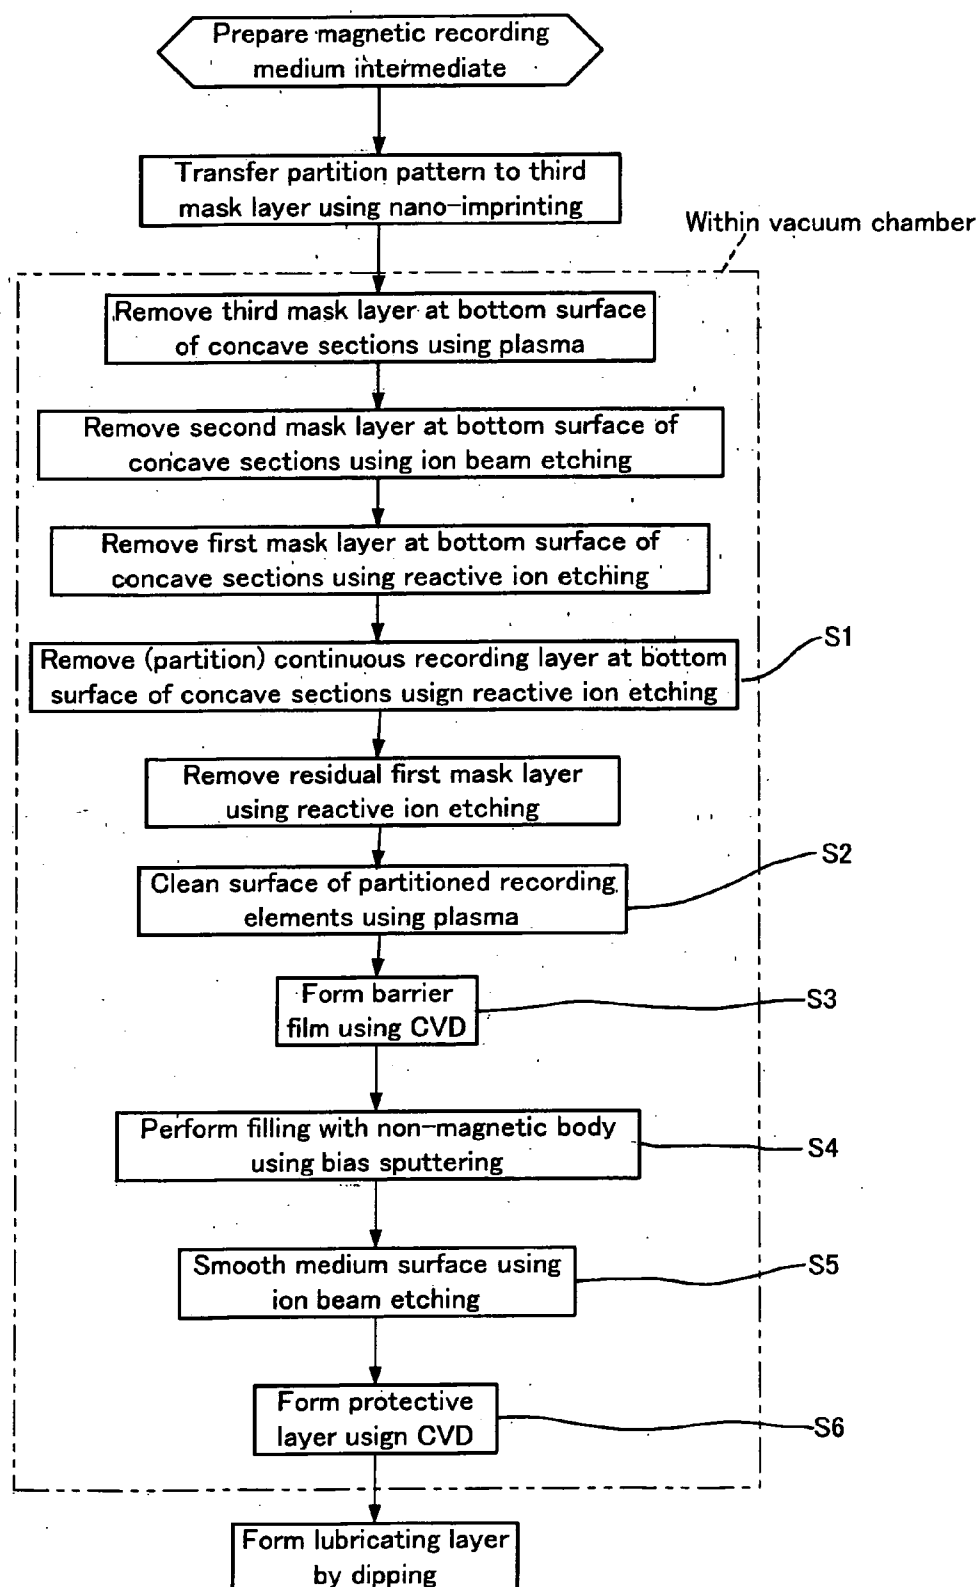 Prepare magnetic recording
medium intermediate
Transfer partition pattern to third
mask layer using nano-imprinting
Within vacuum chamber
Remove third mask layer at bottom surface
of concave sections using plasma
Remove second mask layer at bottom surface of
concave sections using ion beam etching
Remove first mask layer at bottom surface of
concave sections using reactive ion etching
S1
Remove (partition) continuous recording layer at bottom
surface of concave sections usign reactive ion etching
Remove residual first mask layer
using reactive ion etching
S2
Clean surface of partitioned recording
elements using plasma
Form barrier
film using CVD
S3
Perform filling with non-magnetic body
using bias sputtering
S4
Smooth medium surface using
ion beam etching
S5
Form protective
layer usign CVD
S6
Form lubricating layer
by dipping